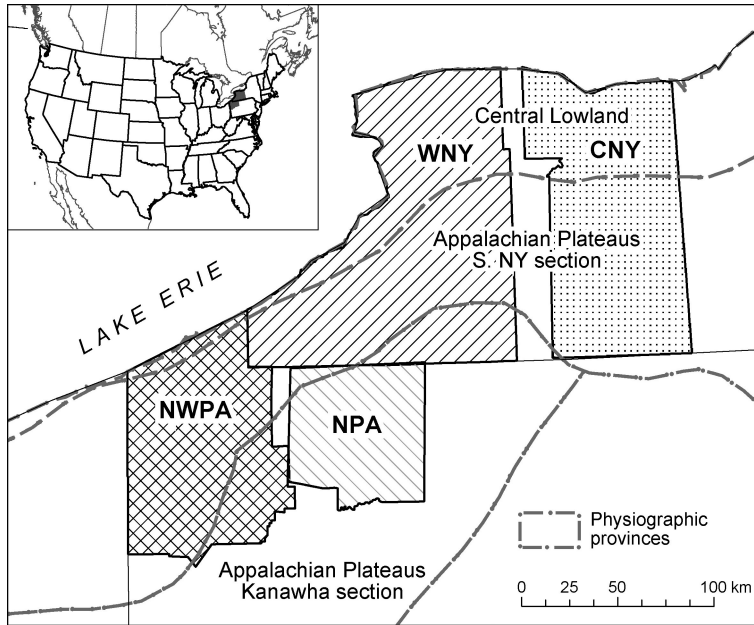 Central Lowland
WNY
CNY
Appalachian Plateaus
S. NY section
LAKE ERIE
NWPA
NPA
Physiographic
provinces
Appalachian Plateaus
Kanawha section
0 25 50 100 km